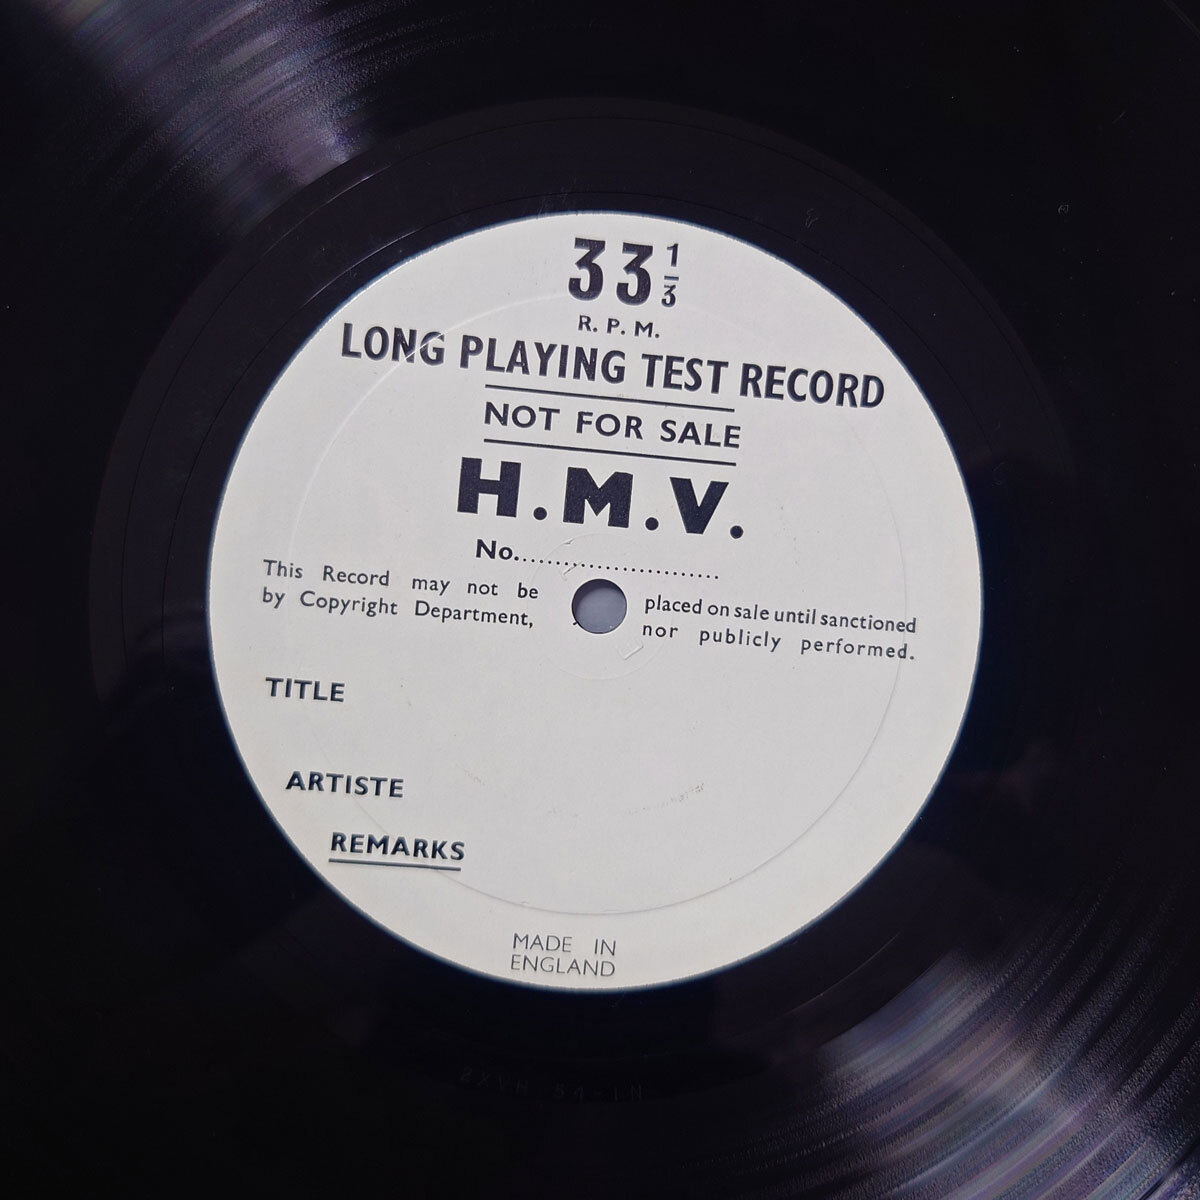 33 1/3
R. P. M.
LONG PLAYING TEST RECORD
NOT FOR SALE
H.M.V.
No..........................
This Record may not be placed on sale until sanctioned
by Copyright Department, nor publicly performed.
TITLE
ARTISTE
REMARKS
MADE IN
ENGLAND